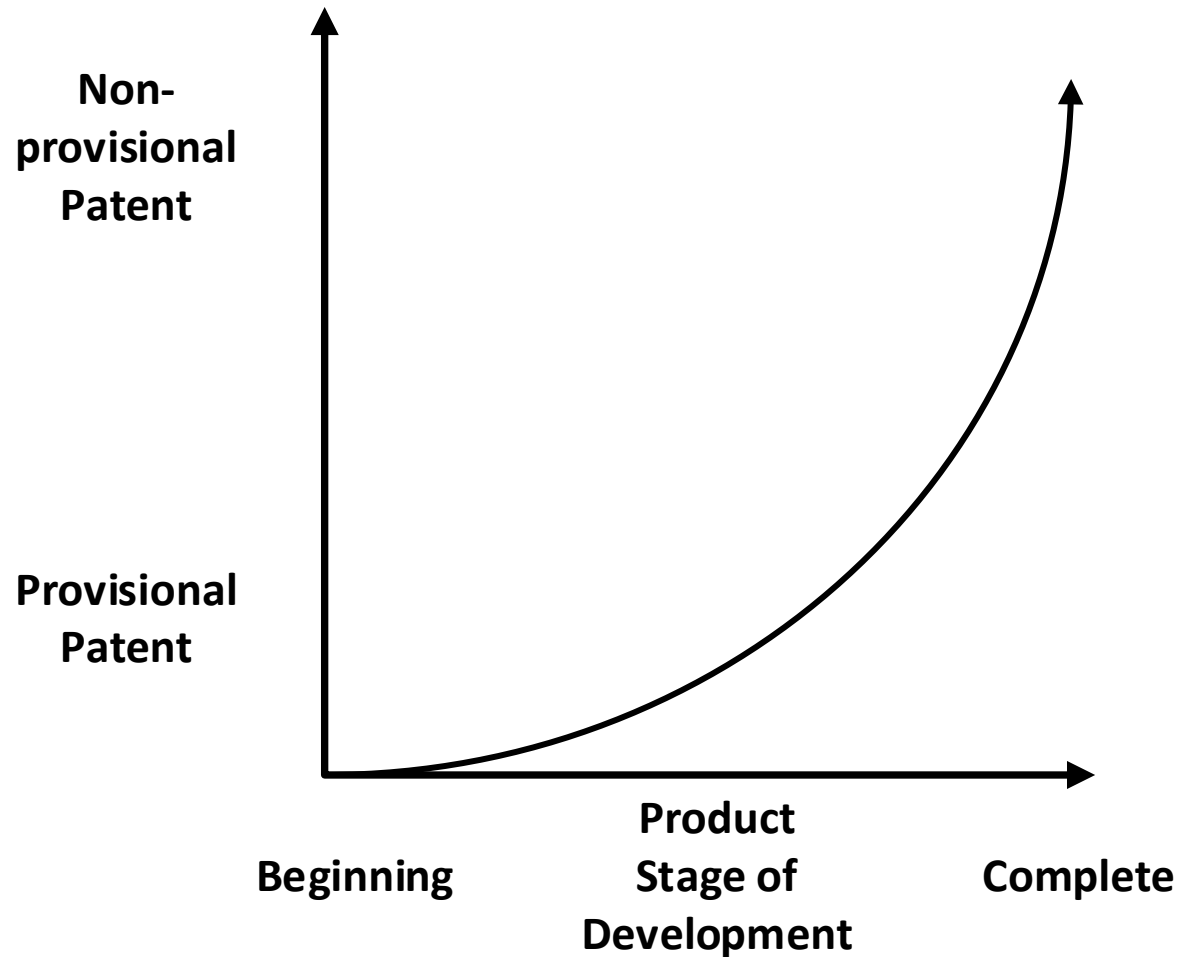 Non-
provisional
Patent
Provisional
Patent
Product
Beginning
Stage of
Complete
Development